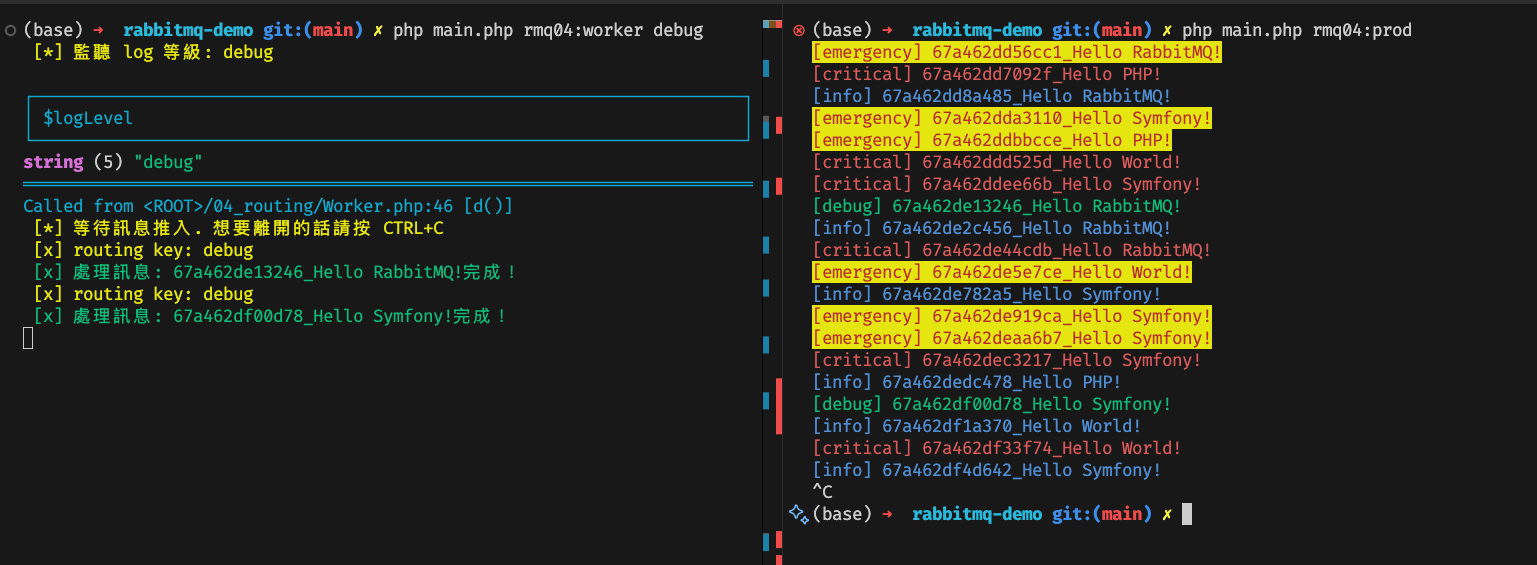 (base) → rabbitmq-demo git:(main) ✗ php main.php rmq04:worker debug
[*] 監聽 log 等級: debug
$logLevel
string (5) "debug"
Called from <ROOT>/04_routing/Worker.php:46 [d()]
[*] 等待訊息推入. 想要離開的話請按 CTRL+C
[x] routing key: debug
[x] 處理訊息: 67a462de13246_Hello RabbitMQ!完成！
[x] routing key: debug
[x] 處理訊息: 67a462df00d78_Hello Symfony!完成！
(base) → rabbitmq-demo git:(main) ✗ php main.php rmq04:prod
[emergency] 67a462dd56cc1_Hello RabbitMQ!
[critical] 67a462dd7092f_Hello PHP!
[info] 67a462dd8a485_Hello RabbitMQ!
[emergency] 67a462dda3110_Hello Symfony!
[emergency] 67a462ddbbcce_Hello PHP!
[critical] 67a462ddd525d_Hello World!
[critical] 67a462ddee66b_Hello Symfony!
[debug] 67a462de13246_Hello RabbitMQ!
[info] 67a462de2c456_Hello RabbitMQ!
[critical] 67a462de44cdb_Hello RabbitMQ!
[emergency] 67a462de5e7ce_Hello World!
[info] 67a462de782a5_Hello Symfony!
[emergency] 67a462de919ca_Hello Symfony!
[emergency] 67a462deaa6b7_Hello Symfony!
[critical] 67a462dec3217_Hello Symfony!
[info] 67a462dedc478_Hello PHP!
[debug] 67a462df00d78_Hello Symfony!
[info] 67a462df1a370_Hello World!
[critical] 67a462df33f74_Hello World!
[info] 67a462df4d642_Hello Symfony!
^C
(base) → rabbitmq-demo git:(main) ✗